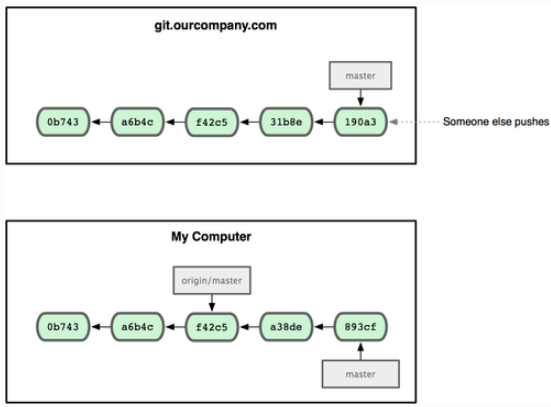 git.ourcompany.com
master
0b743 a6b4c f42c5 31b8e 190a3 Someone else pushes
My Computer
origin/master
0b743 a6b4c f42c5 a38de 893cf
master